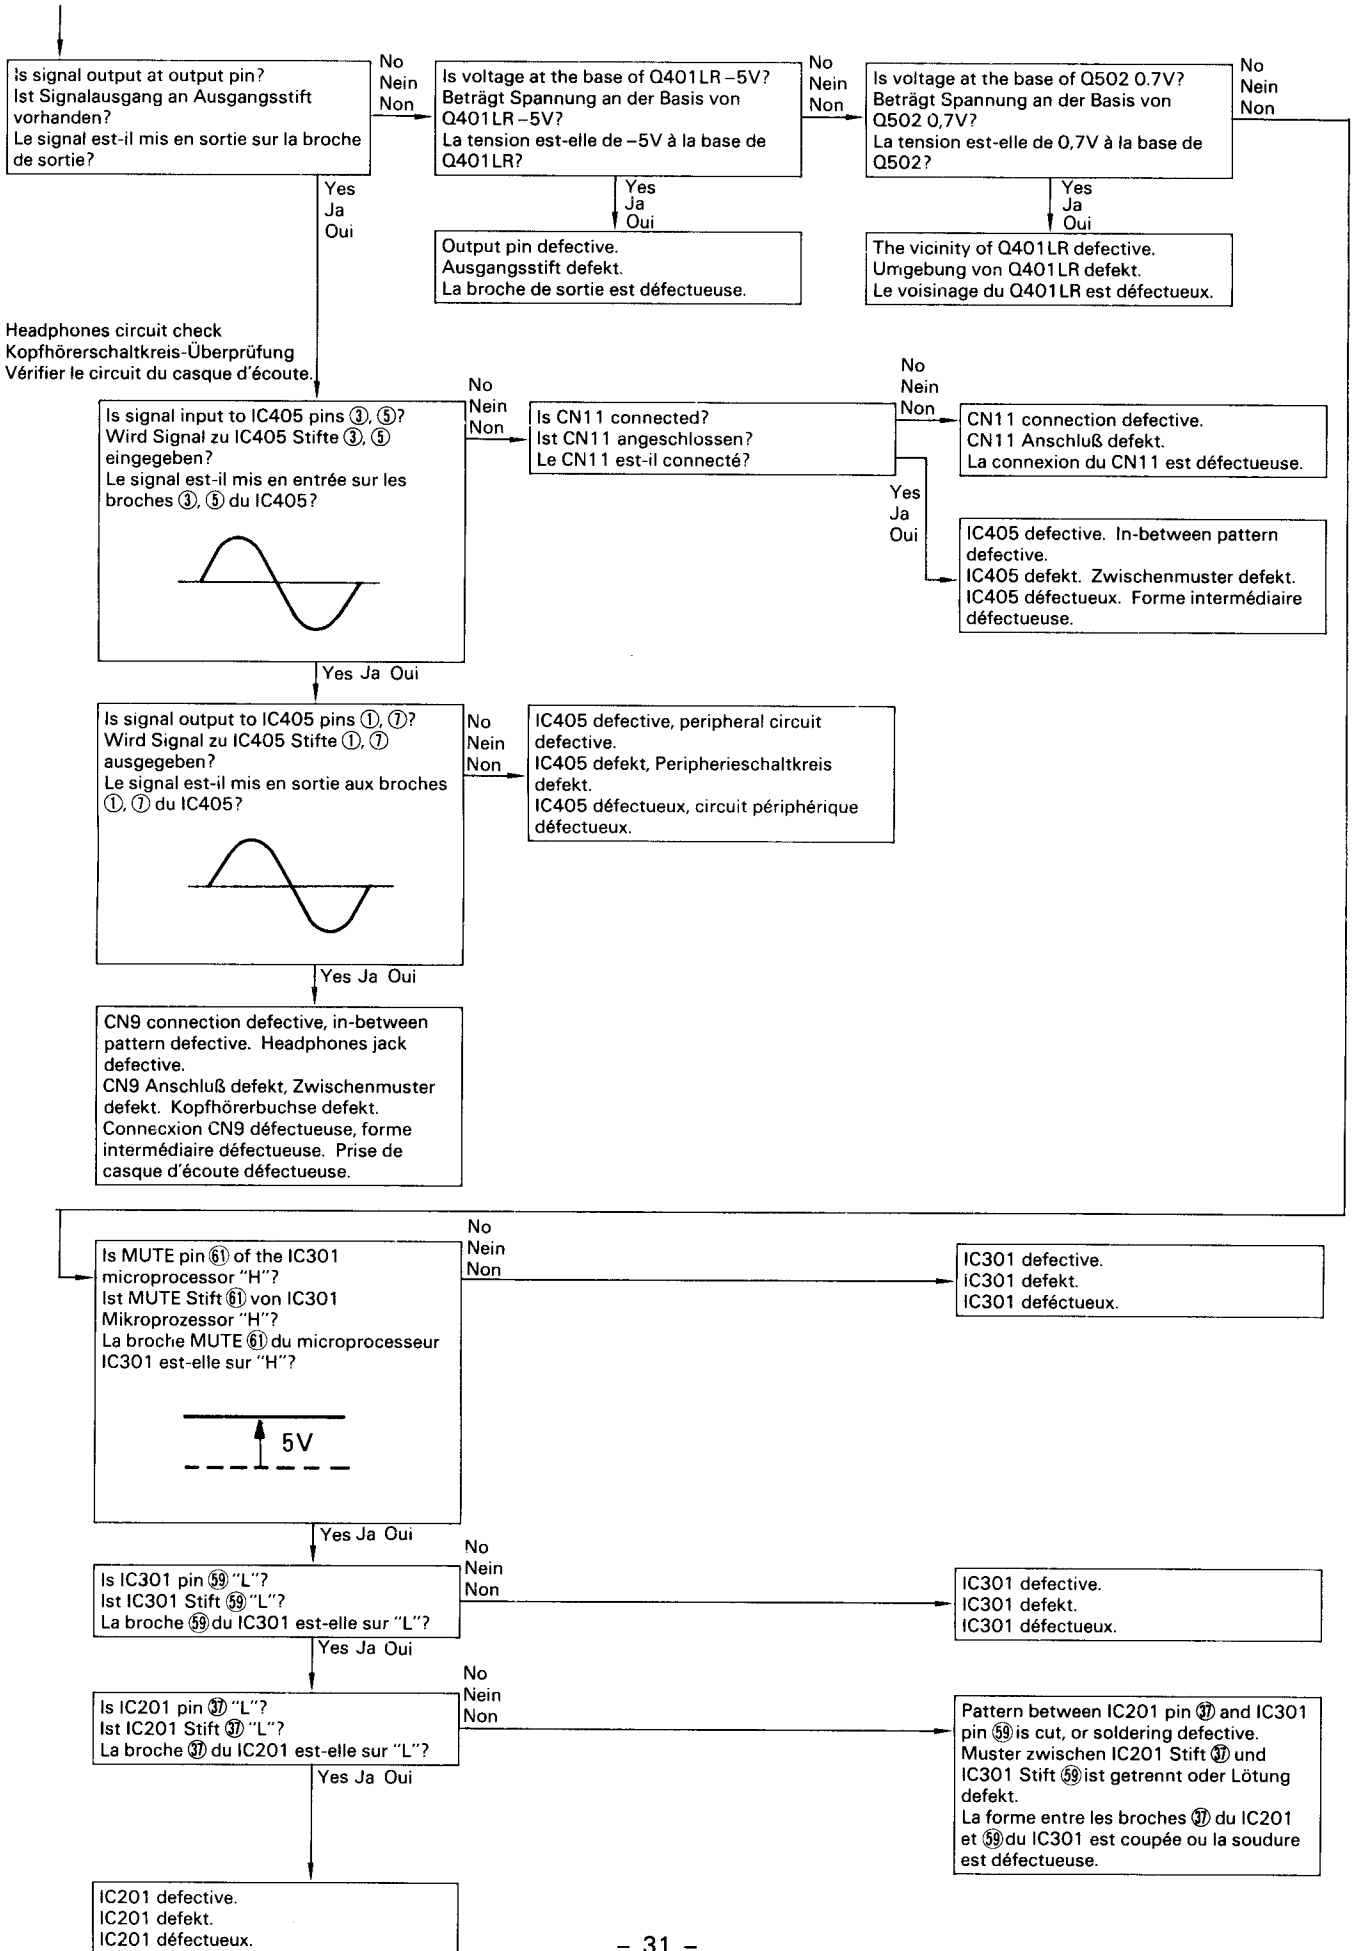 Is signal output at output pin?
Ist Signalausgang an Ausgangsstift
vorhanden?
Le signal est-il mis en sortie sur la broche
de sortie?
No
Nein
Non
Is voltage at the base of Q401LR –5V?
Beträgt Spannung an der Basis von
Q401LR –5V?
La tension est-elle de –5V à la base de
Q401LR?
No
Nein
Non
Is voltage at the base of Q502 0.7V?
Beträgt Spannung an der Basis von
Q502 0,7V?
La tension est-elle de 0,7V à la base de
Q502?
No
Nein
Non
Yes
Ja
Oui
Yes
Ja
Oui
Yes
Ja
Oui
Output pin defective.
Ausgangsstift defekt.
La broche de sortie est défectueuse.
The vicinity of Q401LR defective.
Umgebung von Q401LR defekt.
Le voisinage du Q401LR est défectueux.
Headphones circuit check
Kopfhörerschaltkreis-Überprüfung
Vérifier le circuit du casque d'écoute.
Is signal input to IC405 pins ③, ⑤?
Wird Signal zu IC405 Stifte ③, ⑤
eingegeben?
Le signal est-il mis en entrée sur les
broches ③, ⑤ du IC405?
No
Nein
Non
Is CN11 connected?
Ist CN11 angeschlossen?
Le CN11 est-il connecté?
No
Nein
Non
CN11 connection defective.
CN11 Anschluß defekt.
La connexion du CN11 est défectueuse.
Yes
Ja
Oui
IC405 defective. In-between pattern
defective.
IC405 defekt. Zwischenmuster defekt.
IC405 défectueux. Forme intermédiaire
défectueuse.
Yes Ja Oui
Is signal output to IC405 pins ①, ⑦?
Wird Signal zu IC405 Stifte ①, ⑦
ausgegeben?
Le signal est-il mis en sortie aux broches
①, ⑦ du IC405?
No
Nein
Non
IC405 defective, peripheral circuit
defective.
IC405 defekt, Peripherieschaltkreis
defekt.
IC405 défectueux, circuit périphérique
défectueux.
Yes Ja Oui
CN9 connection defective, in-between
pattern defective. Headphones jack
defective.
CN9 Anschluß defekt, Zwischenmuster
defekt. Kopfhörerbuchse defekt.
Connecxion CN9 défectueuse, forme
intermédiaire défectueuse. Prise de
casque d'écoute défectueuse.
Is MUTE pin 61 of the IC301
microprocessor "H"?
Ist MUTE Stift 61 von IC301
Mikroprozessor "H"?
La broche MUTE 61 du microprocesseur
IC301 est-elle sur "H"?
5V
No
Nein
Non
IC301 defective.
IC301 defekt.
IC301 deféctueux.
Yes Ja Oui
Is IC301 pin 59 "L"?
Ist IC301 Stift 59 "L"?
La broche 59 du IC301 est-elle sur "L"?
No
Nein
Non
IC301 defective.
IC301 defekt.
IC301 défectueux.
Yes Ja Oui
Is IC201 pin ㊲ "L"?
Ist IC201 Stift ㊲ "L"?
La broche ㊲ du IC201 est-elle sur "L"?
No
Nein
Non
Pattern between IC201 pin ㊲ and IC301
pin 59 is cut, or soldering defective.
Muster zwischen IC201 Stift ㊲ und
IC301 Stift 59 ist getrennt oder Lötung
defekt.
La forme entre les broches ㊲ du IC201
et 59 du IC301 est coupée ou la soudure
est défectueuse.
Yes Ja Oui
IC201 defective.
IC201 defekt.
IC201 défectueux.
– 31 –